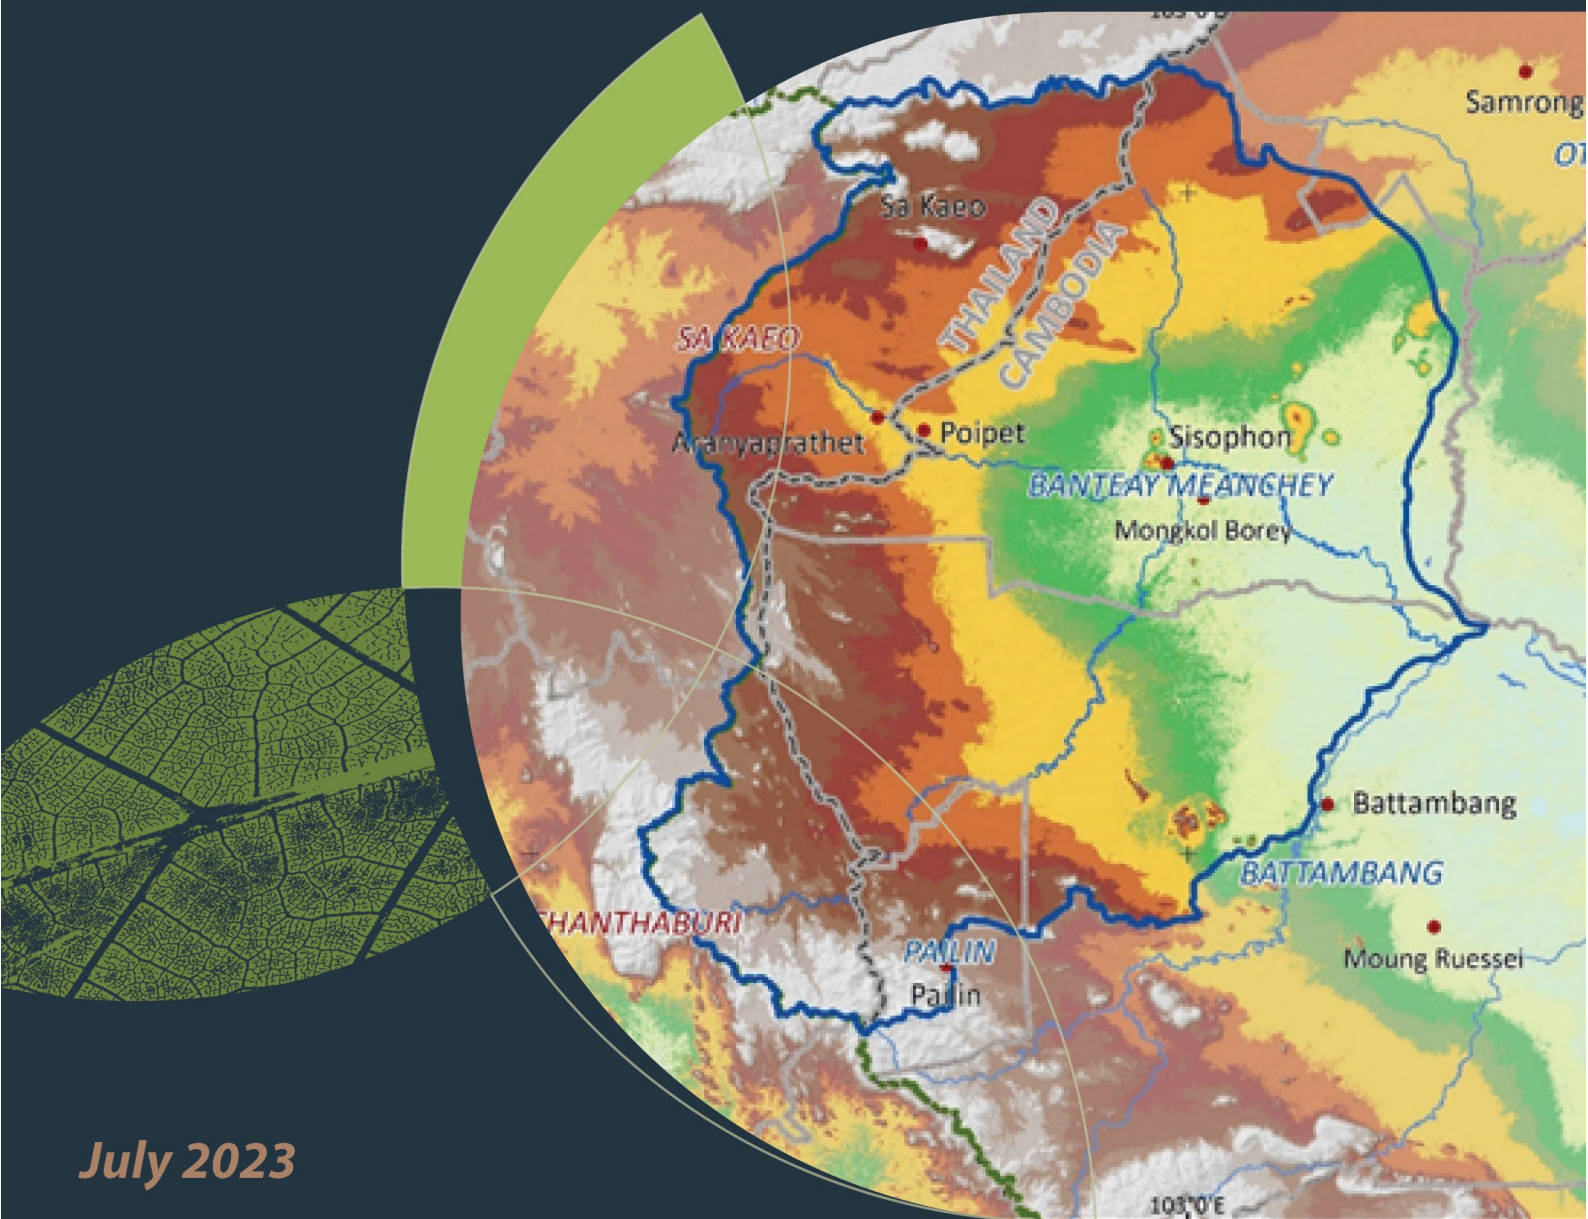 Samrong
Sa Kaeo
THAILAND
CAMBODIA
SA KAEO
Aranyaprathet
Poipet
Sisophon
BANTEAY MEANCHEY
Mongkol Borey
Battambang
BATTAMBANG
HANTHABURI
PAILIN
Pailin
Moung Ruessei
July 2023
103°0'E